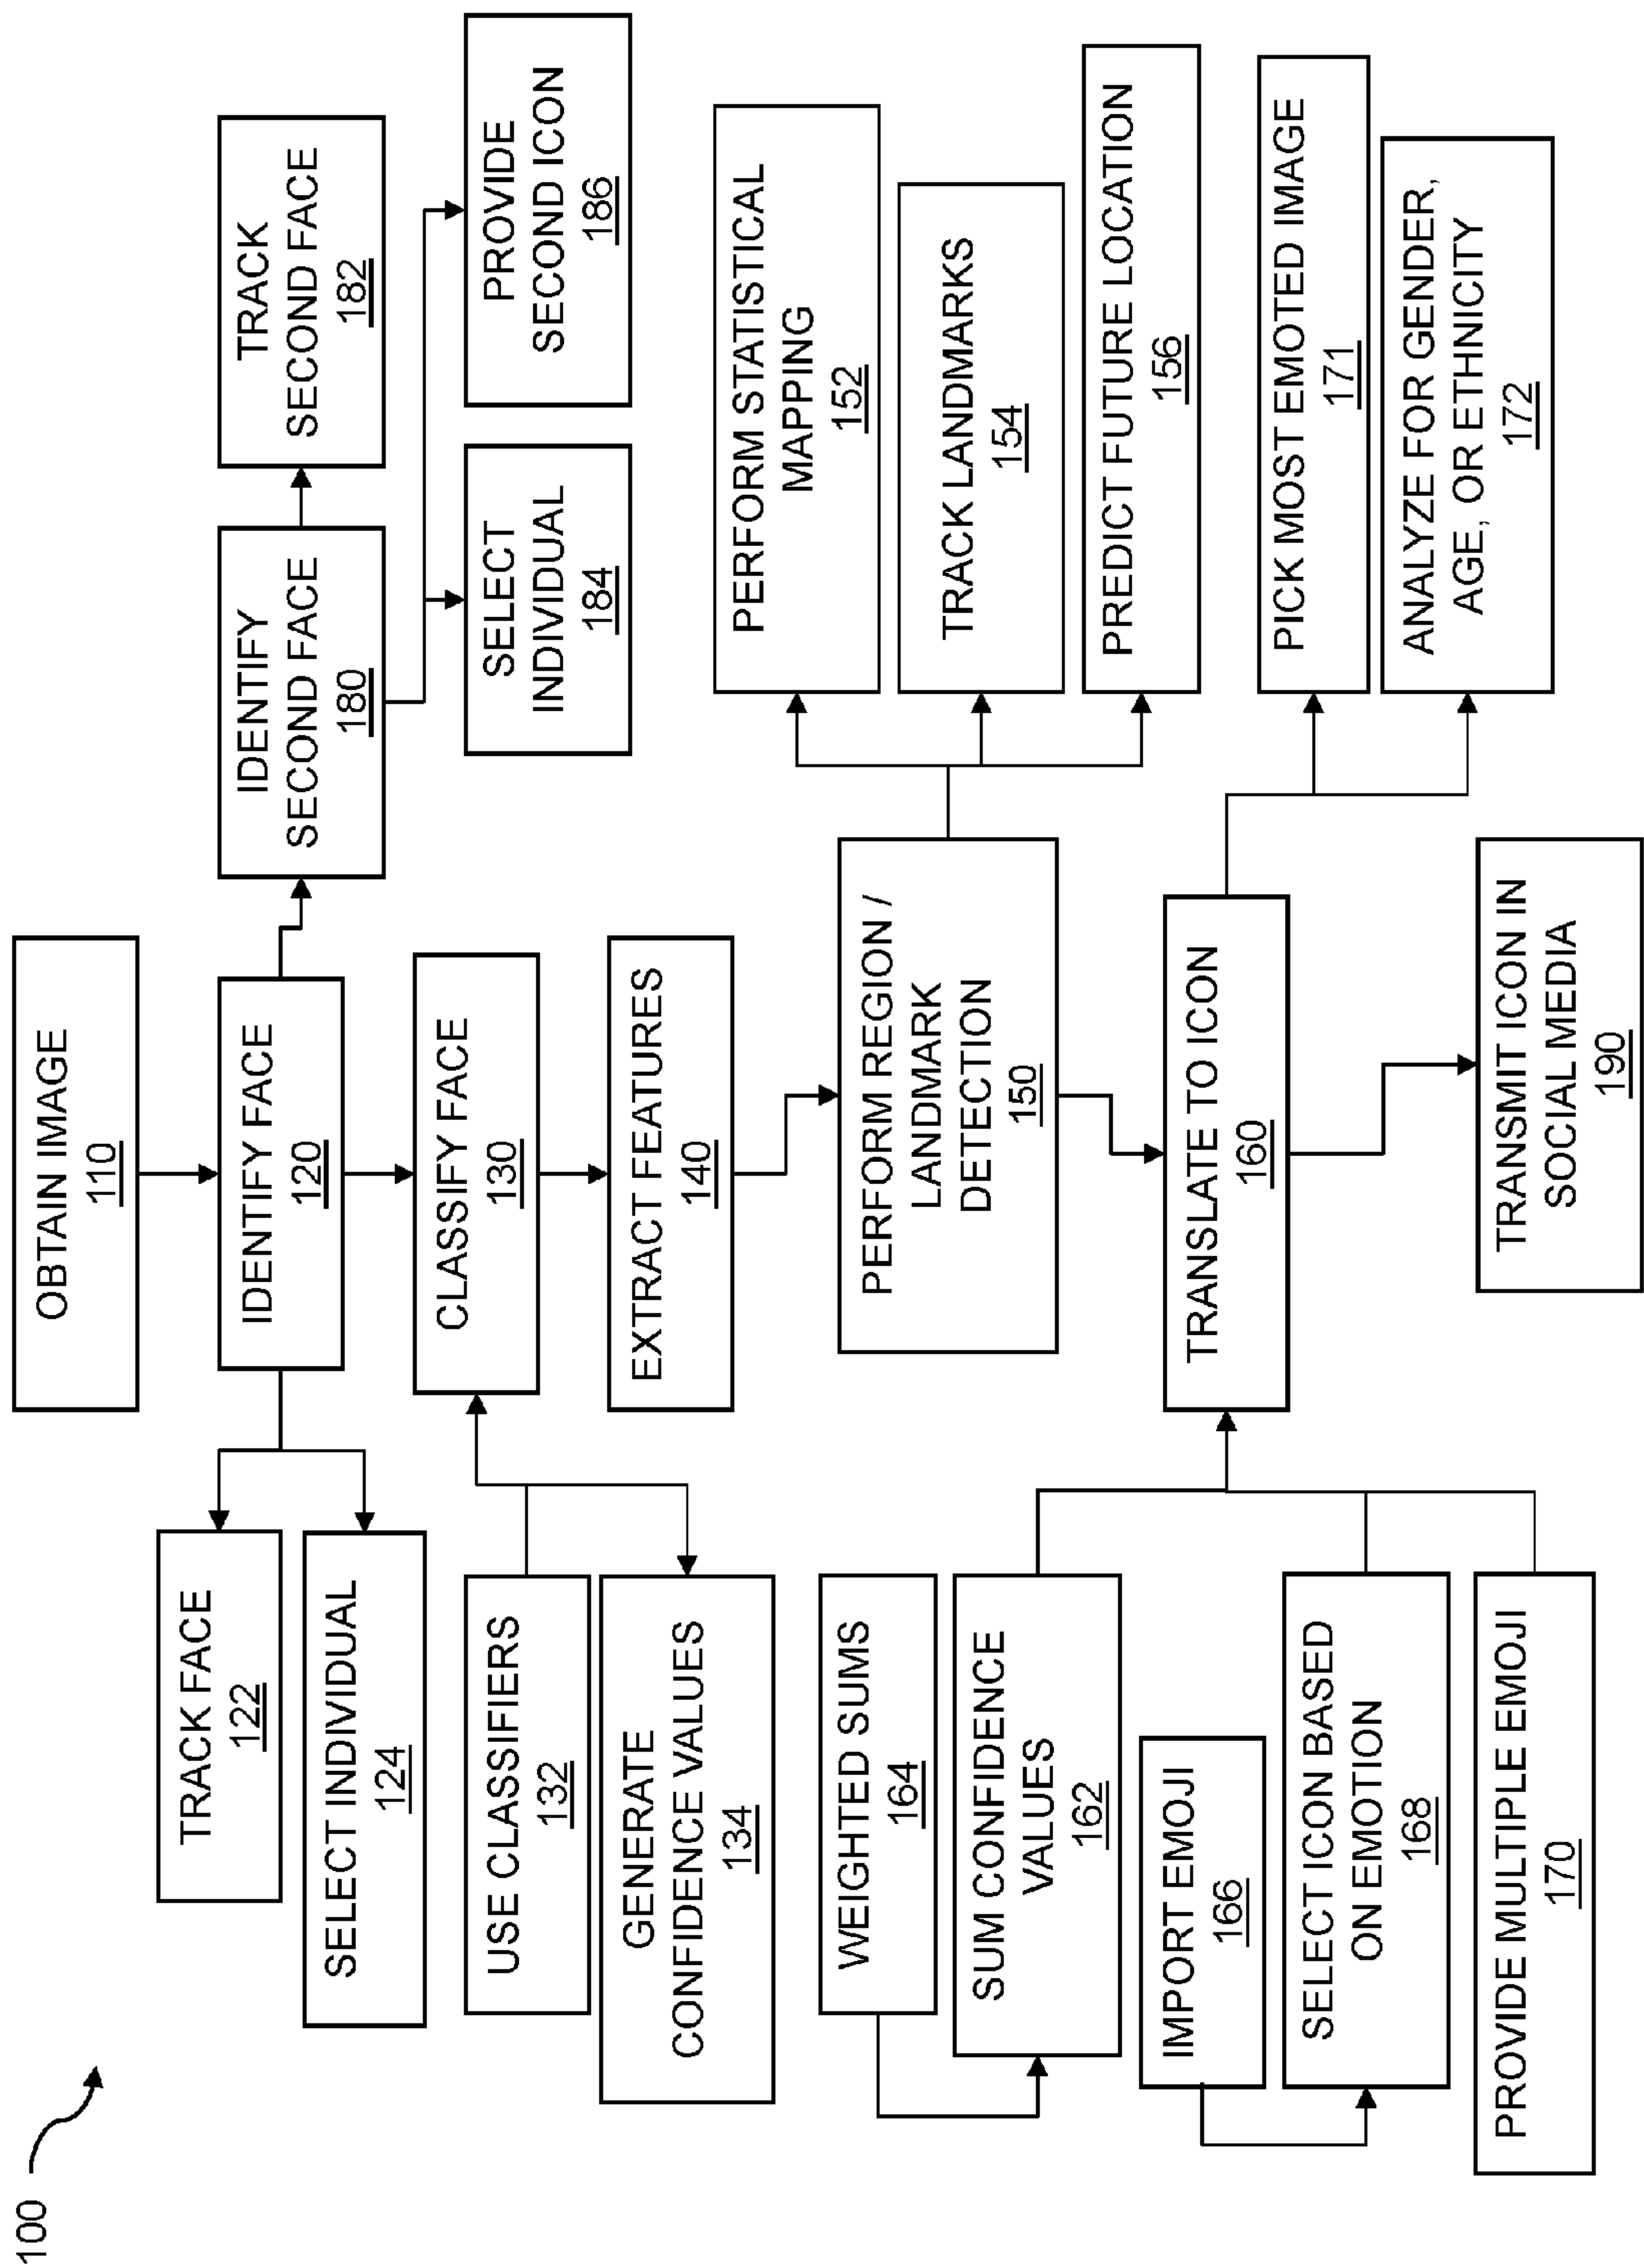 100
OBTAIN IMAGE
110
IDENTIFY FACE
120
TRACK FACE
122
SELECT INDIVIDUAL
124
IDENTIFY
SECOND FACE
180
TRACK
SECOND FACE
182
SELECT
INDIVIDUAL
184
PROVIDE
SECOND ICON
186
CLASSIFY FACE
130
USE CLASSIFIERS
132
GENERATE
CONFIDENCE VALUES
134
EXTRACT FEATURES
140
PERFORM REGION /
LANDMARK
DETECTION
150
PERFORM STATISTICAL
MAPPING
152
TRACK LANDMARKS
154
PREDICT FUTURE LOCATION
156
WEIGHTED SUMS
164
SUM CONFIDENCE
VALUES
162
IMPORT EMOJI
166
SELECT ICON BASED
ON EMOTION
168
PROVIDE MULTIPLE EMOJI
170
TRANSLATE TO ICON
160
PICK MOST EMOTED IMAGE
171
ANALYZE FOR GENDER,
AGE, OR ETHNICITY
172
TRANSMIT ICON IN
SOCIAL MEDIA
190